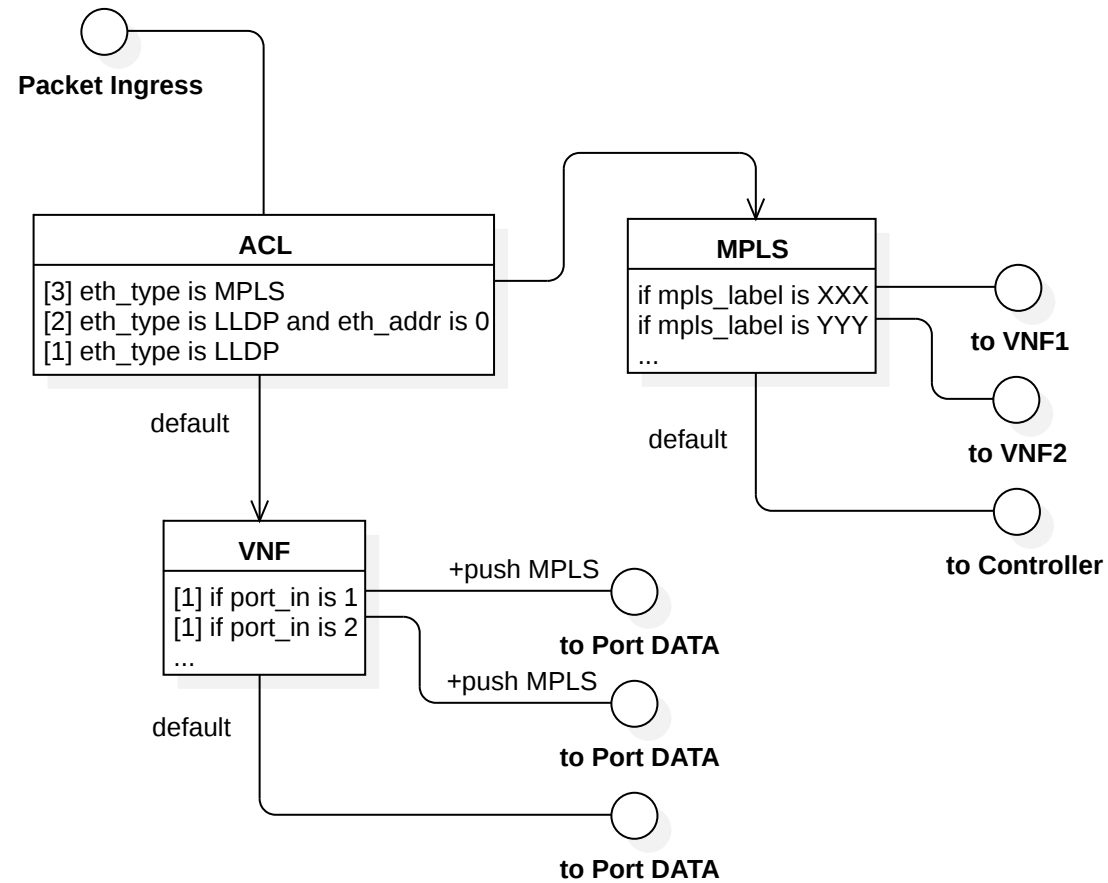 Packet Ingress
ACL
[3] eth_type is MPLS
[2] eth_type is LLDP and eth_addr is 0
[1] eth_type is LLDP
default
MPLS
if mpls_label is XXX
if mpls_label is YYY
...
default
to VNF1
to VNF2
to Controller
VNF
[1] if port_in is 1
[1] if port_in is 2
...
default
+push MPLS
to Port DATA
+push MPLS
to Port DATA
to Port DATA